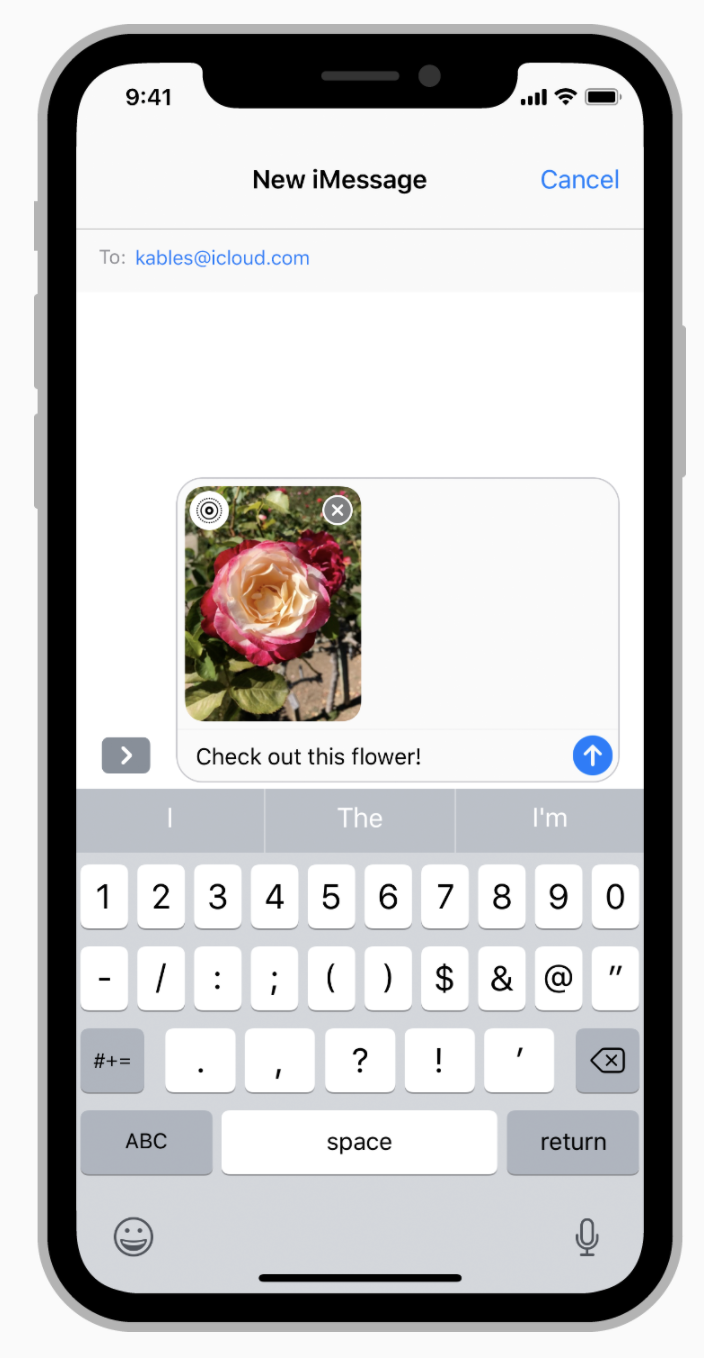 9:41
New iMessage Cancel
To: kables@icloud.com
Check out this flower!
I The I'm
1 2 3 4 5 6 7 8 9 0
- / : ; ( ) $ & @ "
#+= . , ? ! '
ABC space return